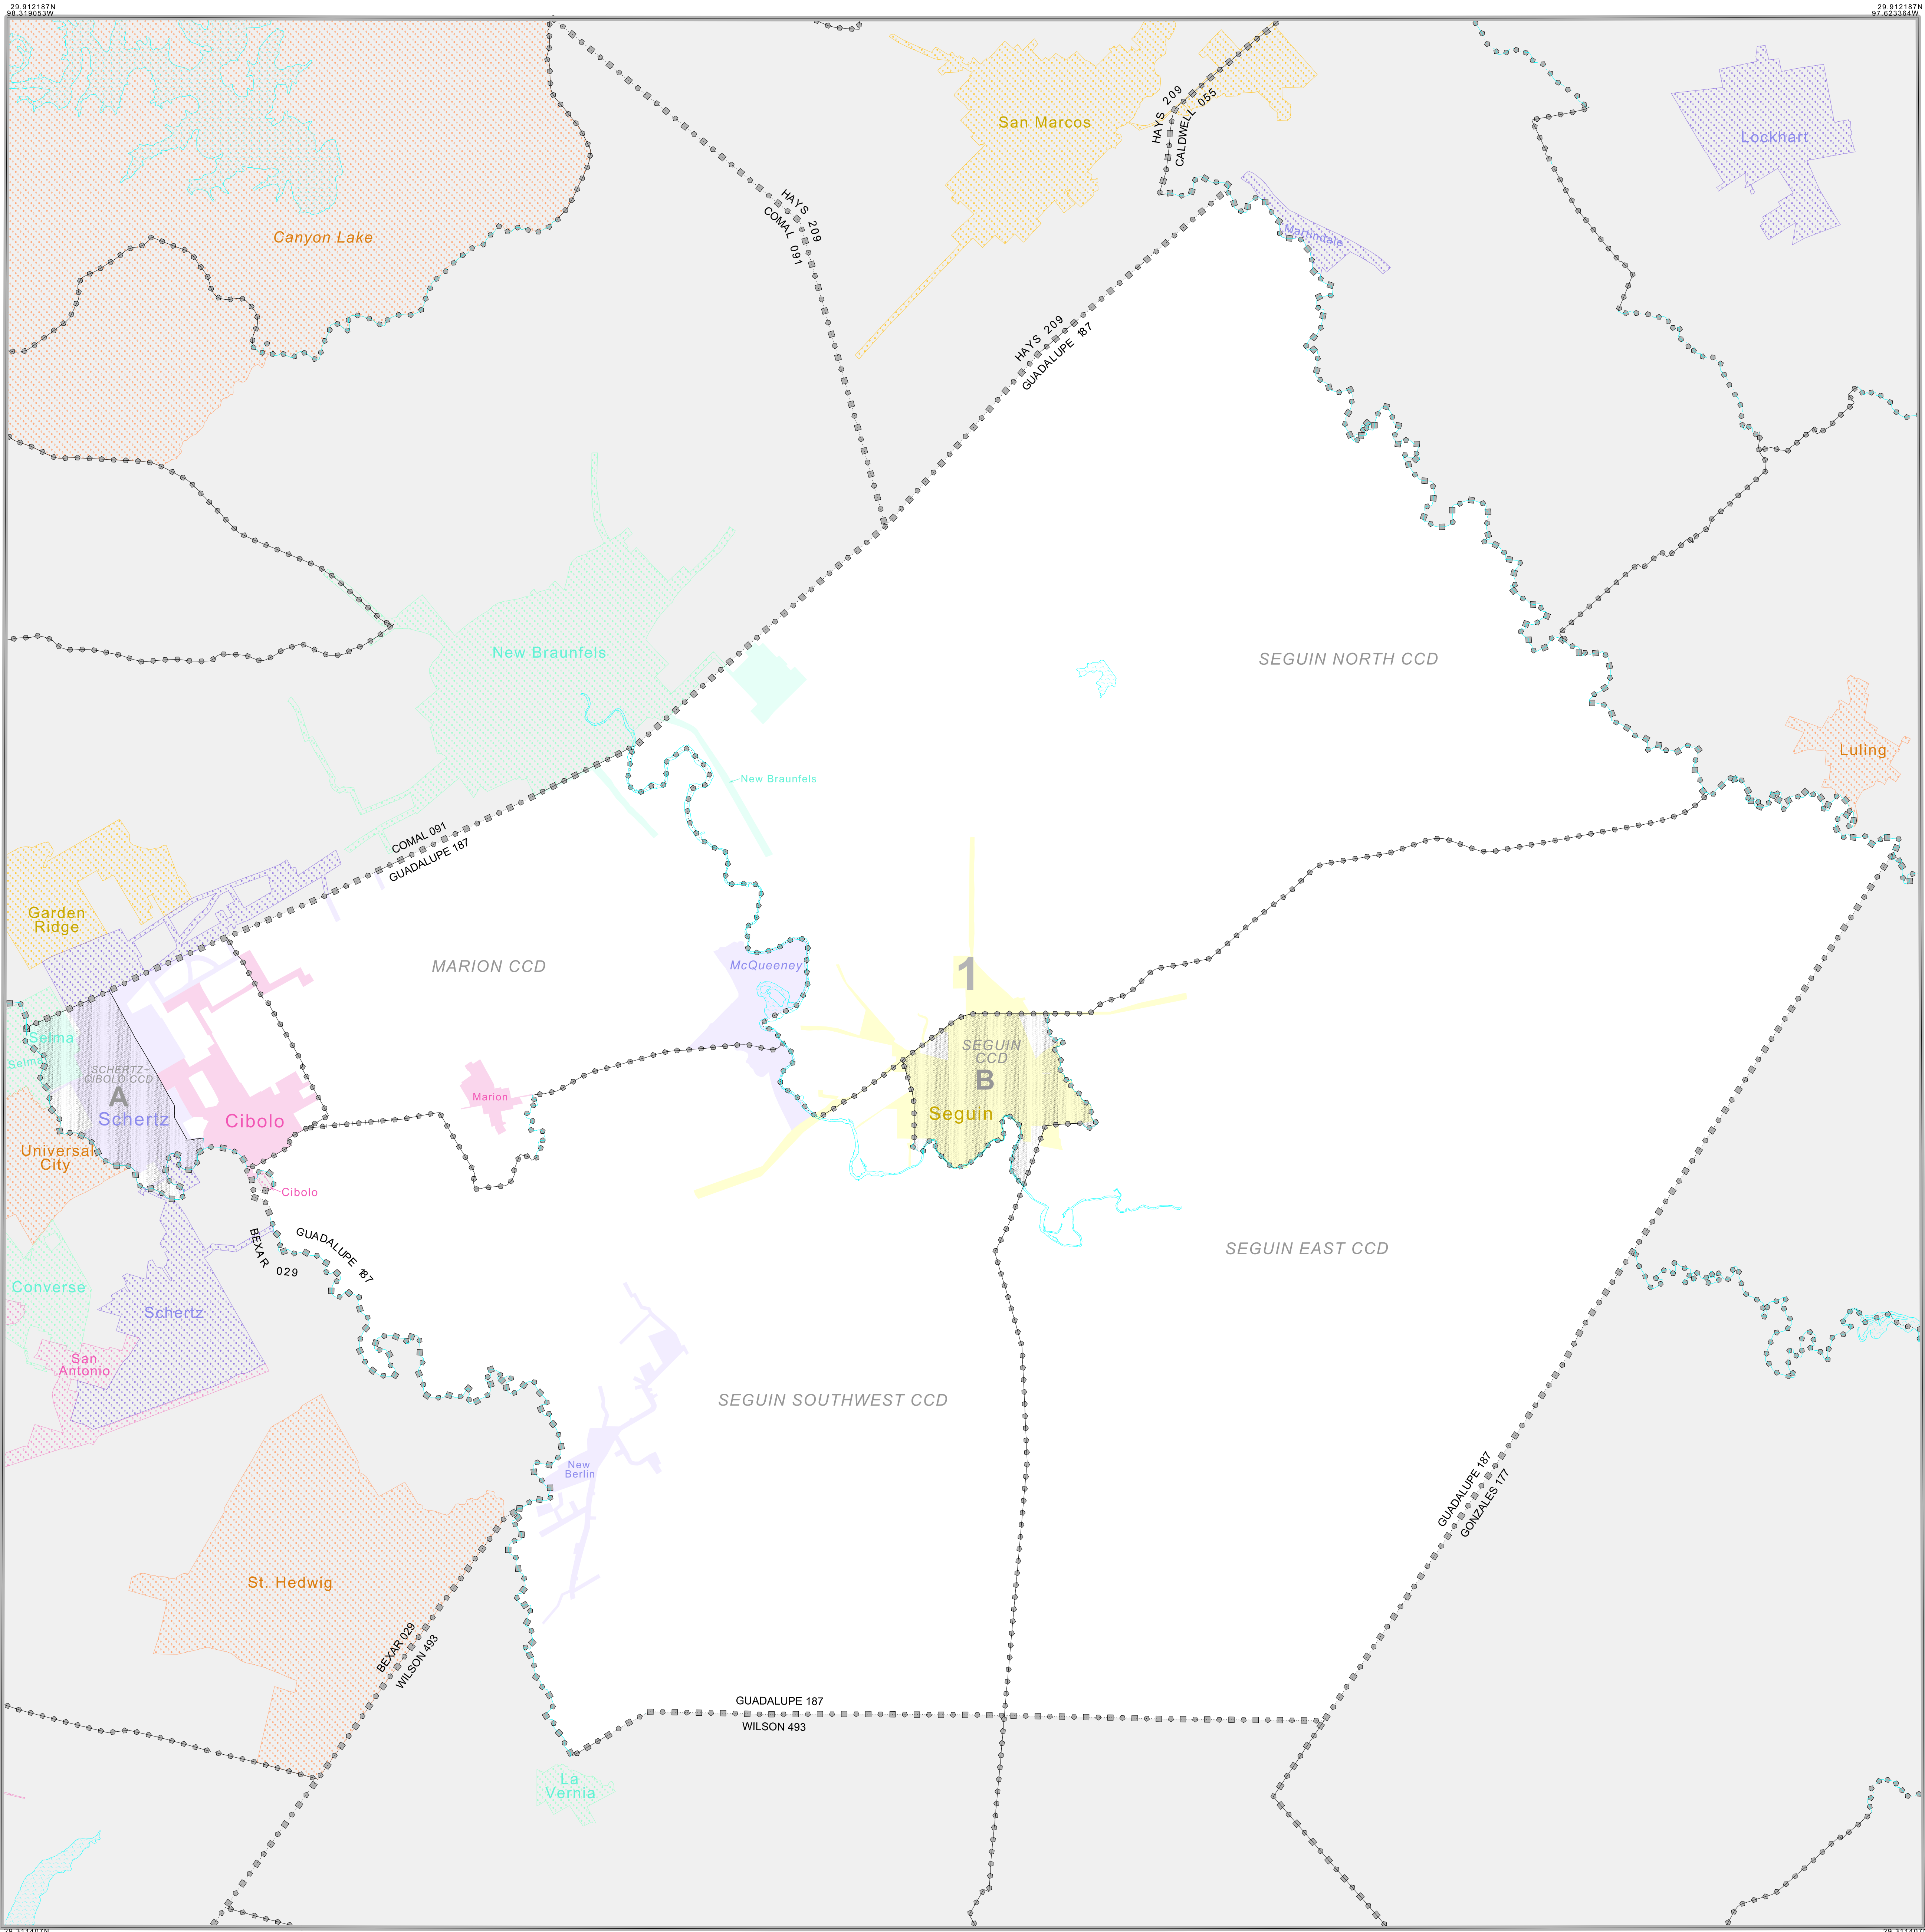 29.912187N
98.319053W
29.912187N
97.623364W
San Marcos
HAYS 209
CALDWELL 055
Lockhart
Canyon Lake
HAYS 209
COMAL 091
Martindale
HAYS 209
GUADALUPE 187
New Braunfels
SEGUIN NORTH CCD
Luling
New Braunfels
COMAL 091
GUADALUPE 187
Garden
Ridge
MARION CCD
McQueeney
1
Selma
Selma
SCHERTZ-
CIBOLO CCD
A
Schertz
Cibolo
Marion
SEGUIN
CCD
B
Seguin
Universal
City
Cibolo
BEXAR 029
GUADALUPE 187
SEGUIN EAST CCD
Converse
Schertz
San
Antonio
SEGUIN SOUTHWEST CCD
New
Berlin
GUADALUPE 187
GONZALES 177
St. Hedwig
BEXAR 029
WILSON 493
GUADALUPE 187
WILSON 493
La
Vernia
29.311407N
29.311407N